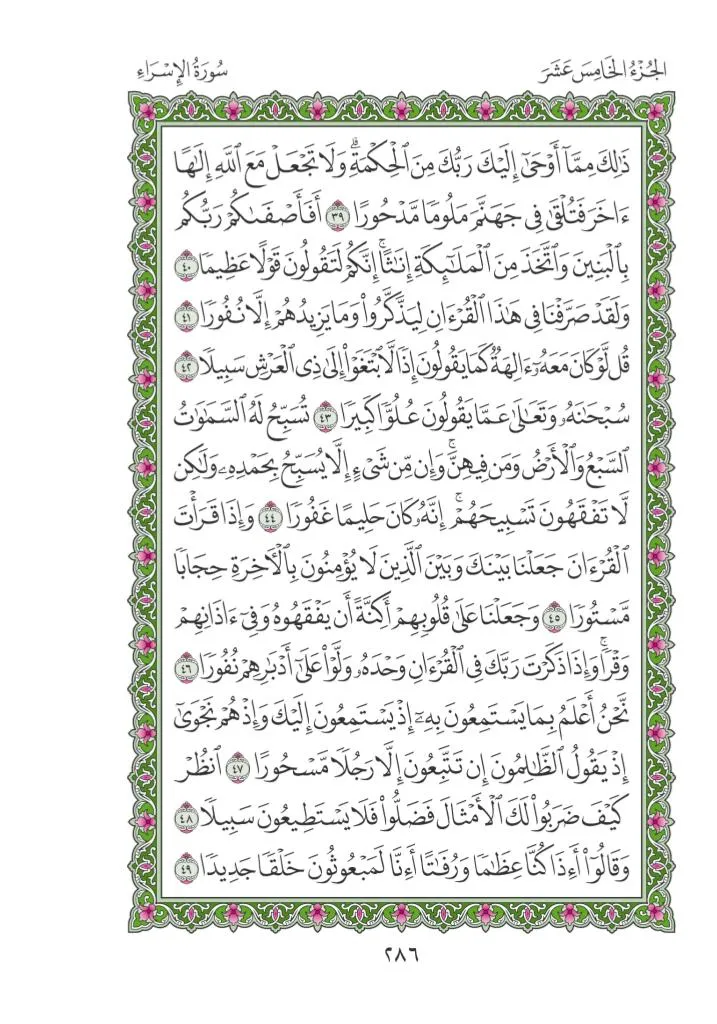 الجُزْءُ الخَامِسَ عَشَرَ
سُورَةُ الإِسْرَاءِ
ذَٰلِكَ مِمَّآ أَوْحَىٰٓ إِلَيْكَ رَبُّكَ مِنَ ٱلْحِكْمَةِۗ وَلَا تَجْعَلْ مَعَ ٱللَّهِ إِلَٰهًا
ءَاخَرَ فَتُلْقَىٰ فِى جَهَنَّمَ مَلُومًا مَّدْحُورًا ٣٩ أَفَأَصْفَىٰكُمْ رَبُّكُم
بِٱلْبَنِينَ وَٱتَّخَذَ مِنَ ٱلْمَلَٰٓئِكَةِ إِنَٰثًاۚ إِنَّكُمْ لَتَقُولُونَ قَوْلًا عَظِيمًا ٤٠
وَلَقَدْ صَرَّفْنَا فِى هَٰذَا ٱلْقُرْءَانِ لِيَذَّكَّرُوا۟ وَمَا يَزِيدُهُمْ إِلَّا نُفُورًا ٤١
قُل لَّوْ كَانَ مَعَهُۥٓ ءَالِهَةٌ كَمَا يَقُولُونَ إِذًا لَّٱبْتَغَوْا۟ إِلَىٰ ذِى ٱلْعَرْشِ سَبِيلًا ٤٢
سُبْحَٰنَهُۥ وَتَعَٰلَىٰ عَمَّا يَقُولُونَ عُلُوًّا كَبِيرًا ٤٣ تُسَبِّحُ لَهُ ٱلسَّمَٰوَٰتُ
ٱلسَّبْعُ وَٱلْأَرْضُ وَمَن فِيهِنَّۚ وَإِن مِّن شَىْءٍ إِلَّا يُسَبِّحُ بِحَمْدِهِۦ وَلَٰكِن
لَّا تَفْقَهُونَ تَسْبِيحَهُمْۚ إِنَّهُۥ كَانَ حَلِيمًا غَفُورًا ٤٤ وَإِذَا قَرَأْتَ
ٱلْقُرْءَانَ جَعَلْنَا بَيْنَكَ وَبَيْنَ ٱلَّذِينَ لَا يُؤْمِنُونَ بِٱلْءَاخِرَةِ حِجَابًا
مَّسْتُورًا ٤٥ وَجَعَلْنَا عَلَىٰ قُلُوبِهِمْ أَكِنَّةً أَن يَفْقَهُوهُ وَفِىٓ ءَاذَانِهِمْ
وَقْرًاۚ وَإِذَا ذَكَرْتَ رَبَّكَ فِى ٱلْقُرْءَانِ وَحْدَهُۥ وَلَّوْا۟ عَلَىٰٓ أَدْبَٰرِهِمْ نُفُورًا ٤٦
نَّحْنُ أَعْلَمُ بِمَا يَسْتَمِعُونَ بِهِۦٓ إِذْ يَسْتَمِعُونَ إِلَيْكَ وَإِذْ هُمْ نَجْوَىٰٓ
إِذْ يَقُولُ ٱلظَّٰلِمُونَ إِن تَتَّبِعُونَ إِلَّا رَجُلًا مَّسْحُورًا ٤٧ ٱنظُرْ
كَيْفَ ضَرَبُوا۟ لَكَ ٱلْأَمْثَالَ فَضَلُّوا۟ فَلَا يَسْتَطِيعُونَ سَبِيلًا ٤٨
وَقَالُوٓا۟ أَءِذَا كُنَّا عِظَٰمًا وَرُفَٰتًا أَءِنَّا لَمَبْعُوثُونَ خَلْقًا جَدِيدًا ٤٩
٢٨٦